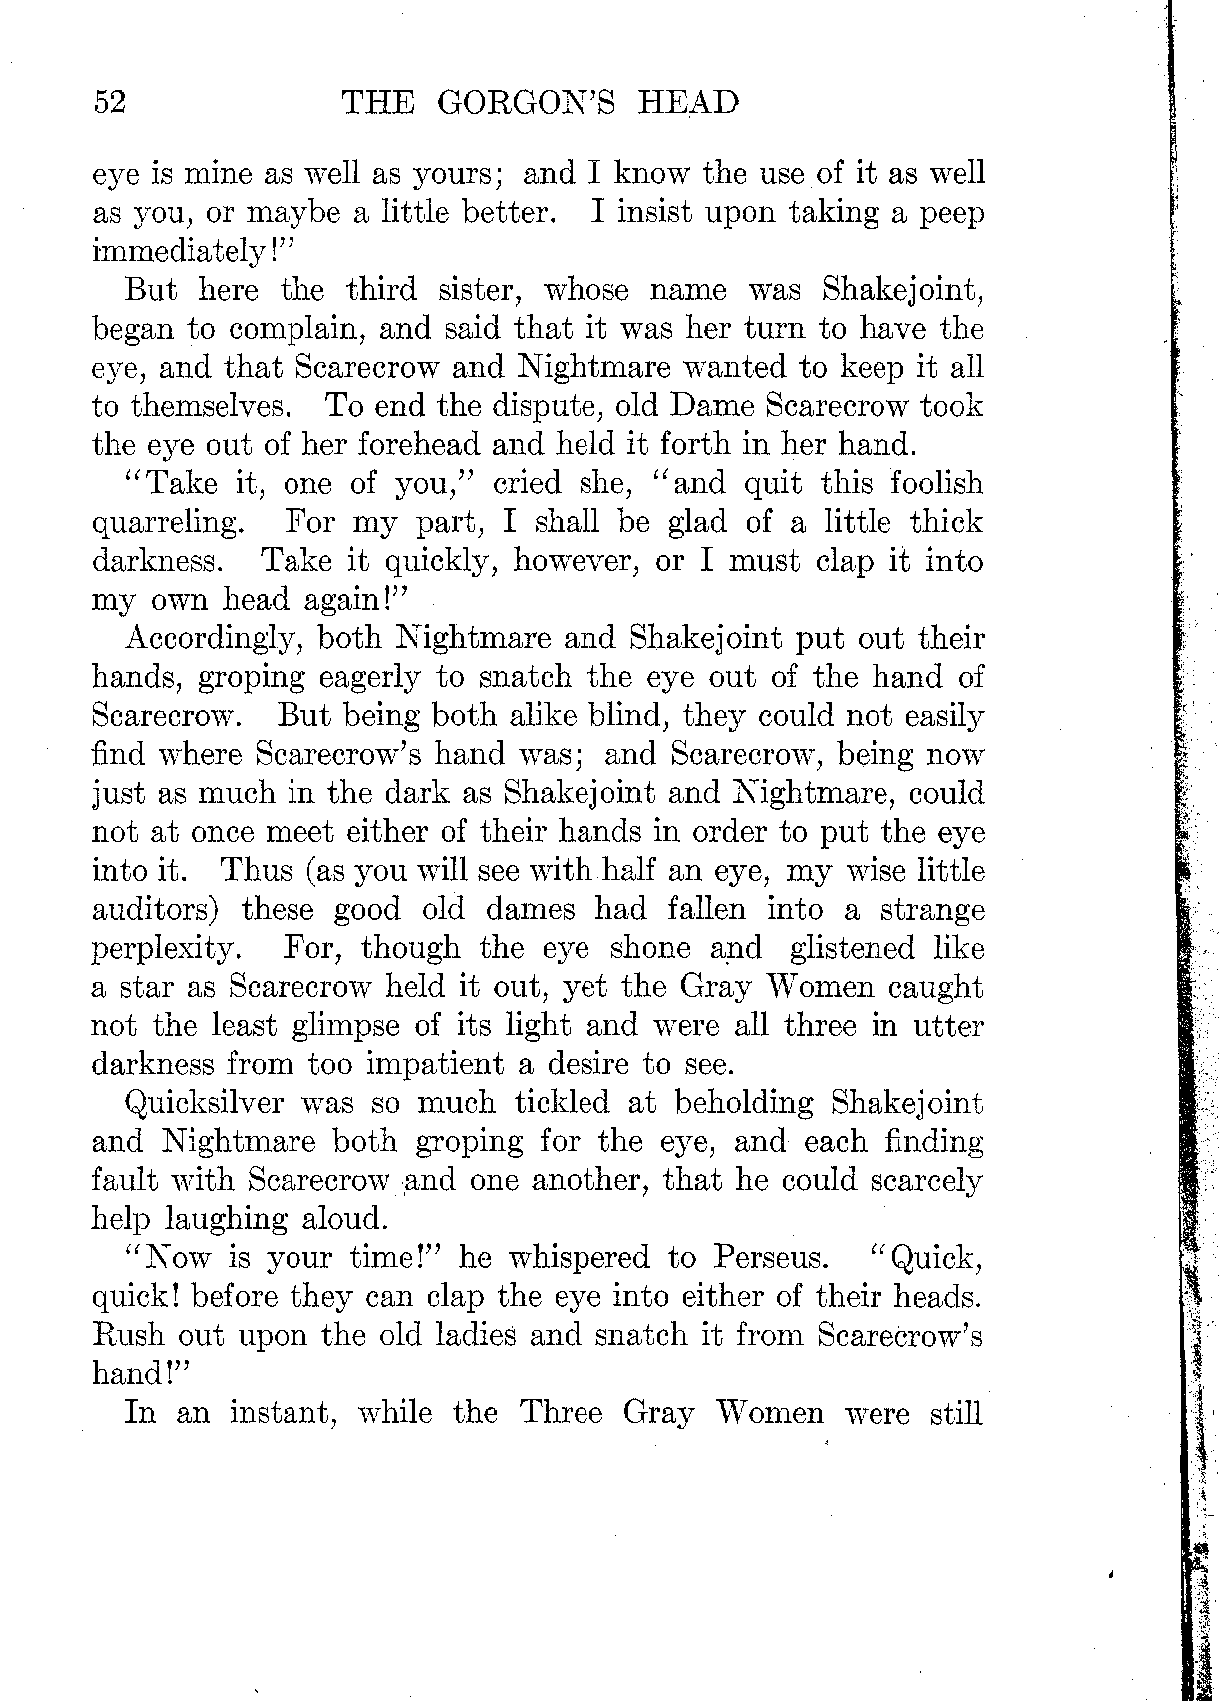 52 THE GORGON'S HEAD
eye is mine as well as yours; and I know the use of it as well
as you, or maybe a little better. I insist upon taking a peep
immediately!"
But here the third sister, whose name was Shakejoint,
began to complain, and said that it was her turn to have the
eye, and that Scarecrow and Nightmare wanted to keep it all
to themselves. To end the dispute, old Dame Scarecrow took
the eye out of her forehead and held it forth in her hand.
"Take it, one of you," cried she, "and quit this foolish
quarreling. For my part, I shall be glad of a little thick
darkness. Take it quickly, however, or I must clap it into
my own head again!"
Accordingly, both Nightmare and Shakejoint put out their
hands, groping eagerly to snatch the eye out of the hand of
Scarecrow. But being both alike blind, they could not easily
find where Scarecrow's hand was; and Scarecrow, being now
just as much in the dark as Shakejoint and Nightmare, could
not at once meet either of their hands in order to put the eye
into it. Thus (as you will see with half an eye, my wise little
auditors) these good old dames had fallen into a strange
perplexity. For, though the eye shone and glistened like
a star as Scarecrow held it out, yet the Gray Women caught
not the least glimpse of its light and were all three in utter
darkness from too impatient a desire to see.
Quicksilver was so much tickled at beholding Shakejoint
and Nightmare both groping for the eye, and each finding
fault with Scarecrow and one another, that he could scarcely
help laughing aloud.
"Now is your time!" he whispered to Perseus. "Quick,
quick! before they can clap the eye into either of their heads.
Rush out upon the old ladies and snatch it from Scarecrow's
hand!"
In an instant, while the Three Gray Women were still